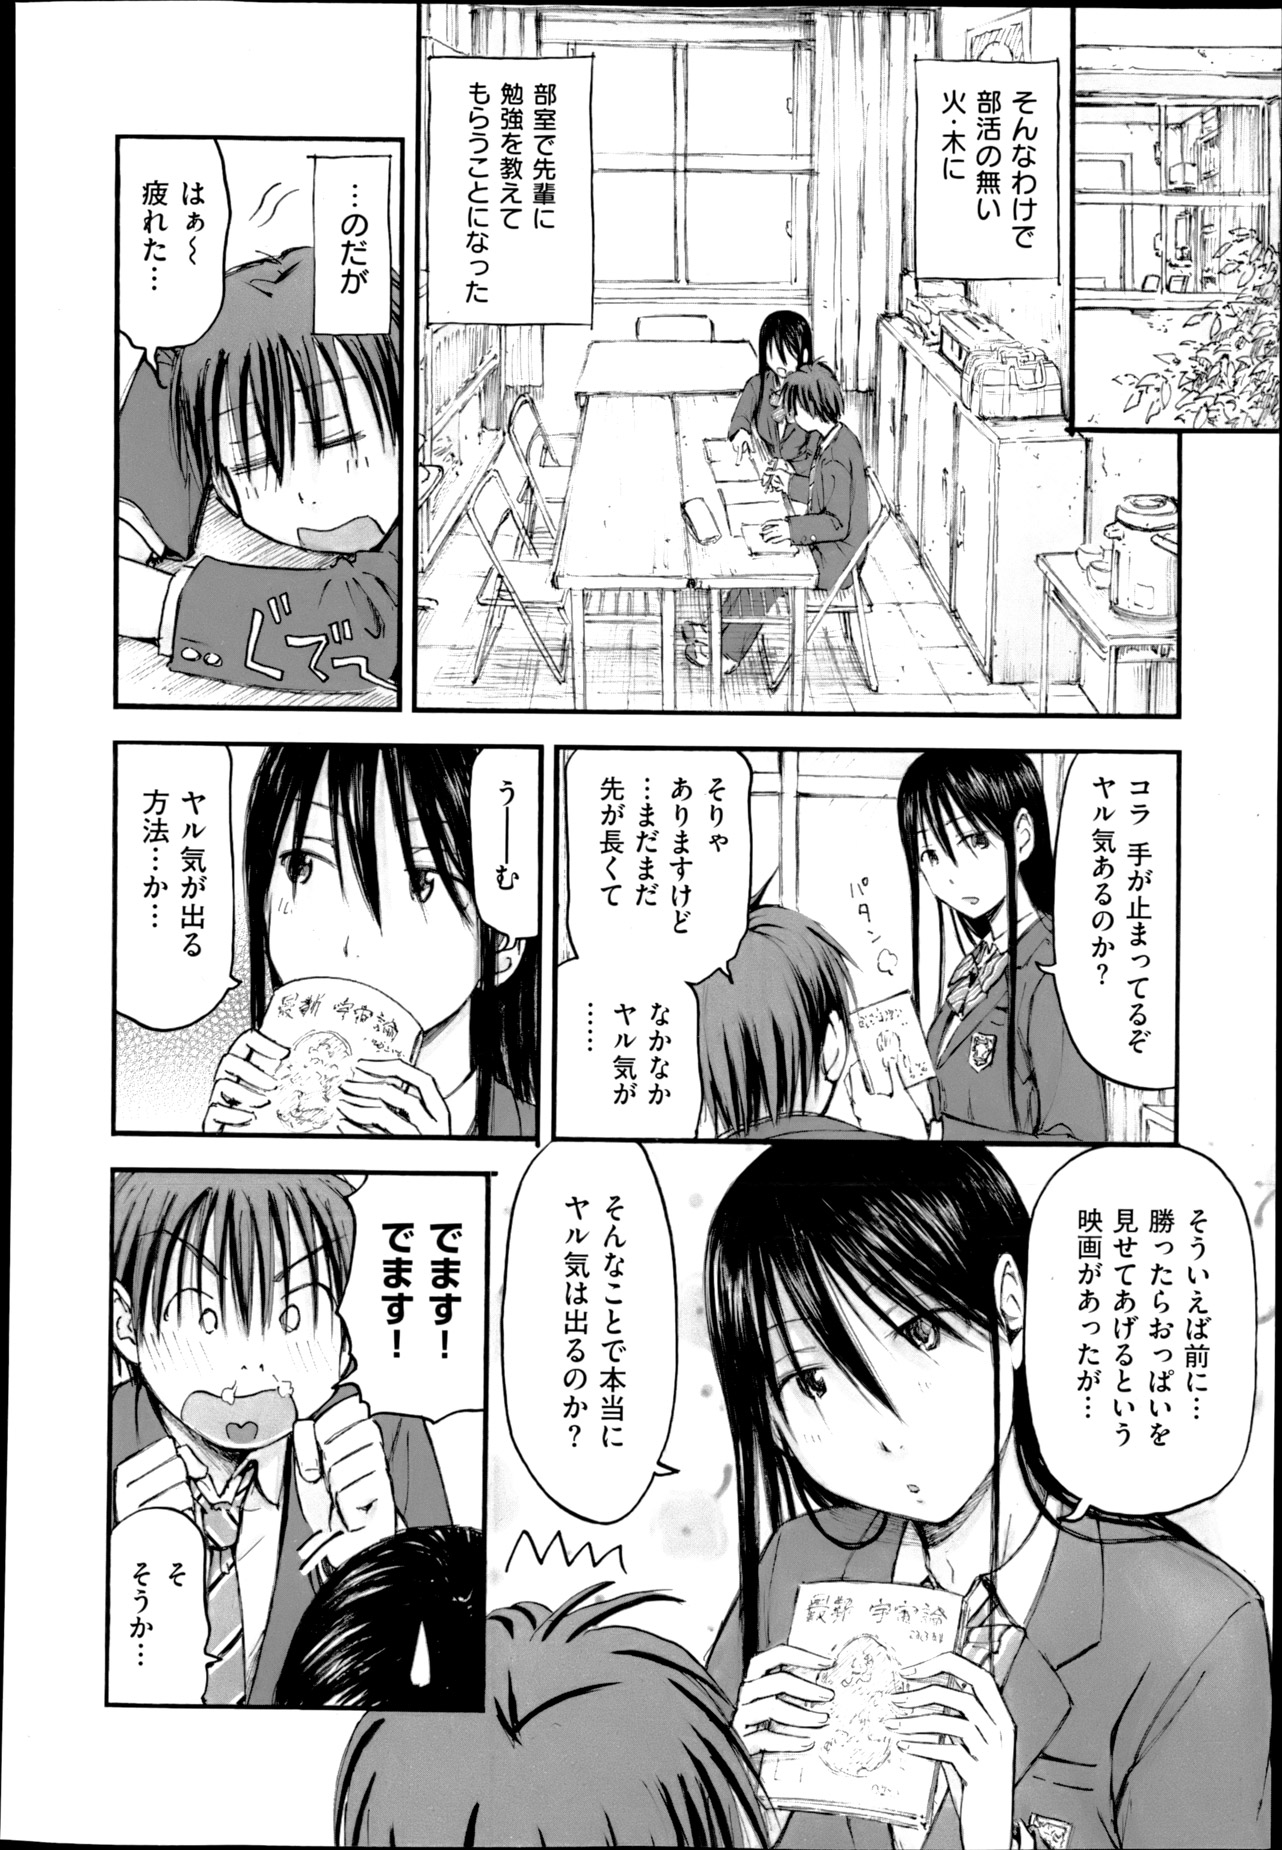 そんなわけで
部活の無い
火・木に
部室で先輩に
勉強を教えて
もらうことになった
…のだが
はぁ〜
疲れた…
ぐで〜
コラ 手が止まってるぞ
ヤル気あるのか？
パタン
そりゃ
ありますけど
…まだまだ
先が長くて
なかなか
ヤル気が
……
うーむ
ヤル気が出る
方法…か…
最新 宇宙論
そういえば前に…
勝ったらおっぱいを
見せてあげるという
映画があったが…
そんなことで本当に
ヤル気は出るのか？
最新 宇宙論
でます！
でます！
そ
そうか…